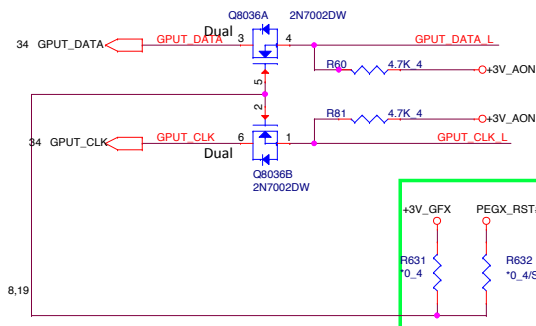 Q8036A 2N7002DW
Dual
34 GPUT_DATA GPUT_DATA 3 4 GPUT_DATA_L
R60 4.7K_4 +3V_AON
5
2
R81 4.7K_4 +3V_AON
34 GPUT_CLK GPUT_CLK 6 1 GPUT_CLK_L
Dual
Q8036B
2N7002DW
+3V_GFX PEGX_RST
R631 R632
*0_4 *0_4/S
8,19